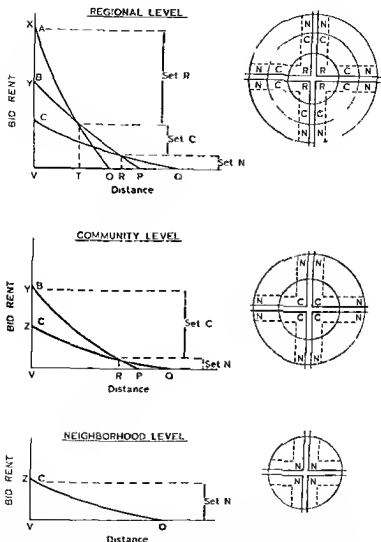 REGIONAL LEVEL
X
A
Y
B
C
BID RENT
Set R
Set C
Set N
V T O R P Q
Distance
N N
C C
N C R R C N
N C R R C N
C C
N N
COMMUNITY LEVEL
Y
B
Z
C
BID RENT
Set C
Set N
V R P Q
Distance
N N
N C C N
N C C N
N N
NEIGHBORHOOD LEVEL
Z
C
BID RENT
Set N
V Q
Distance
N N
N N